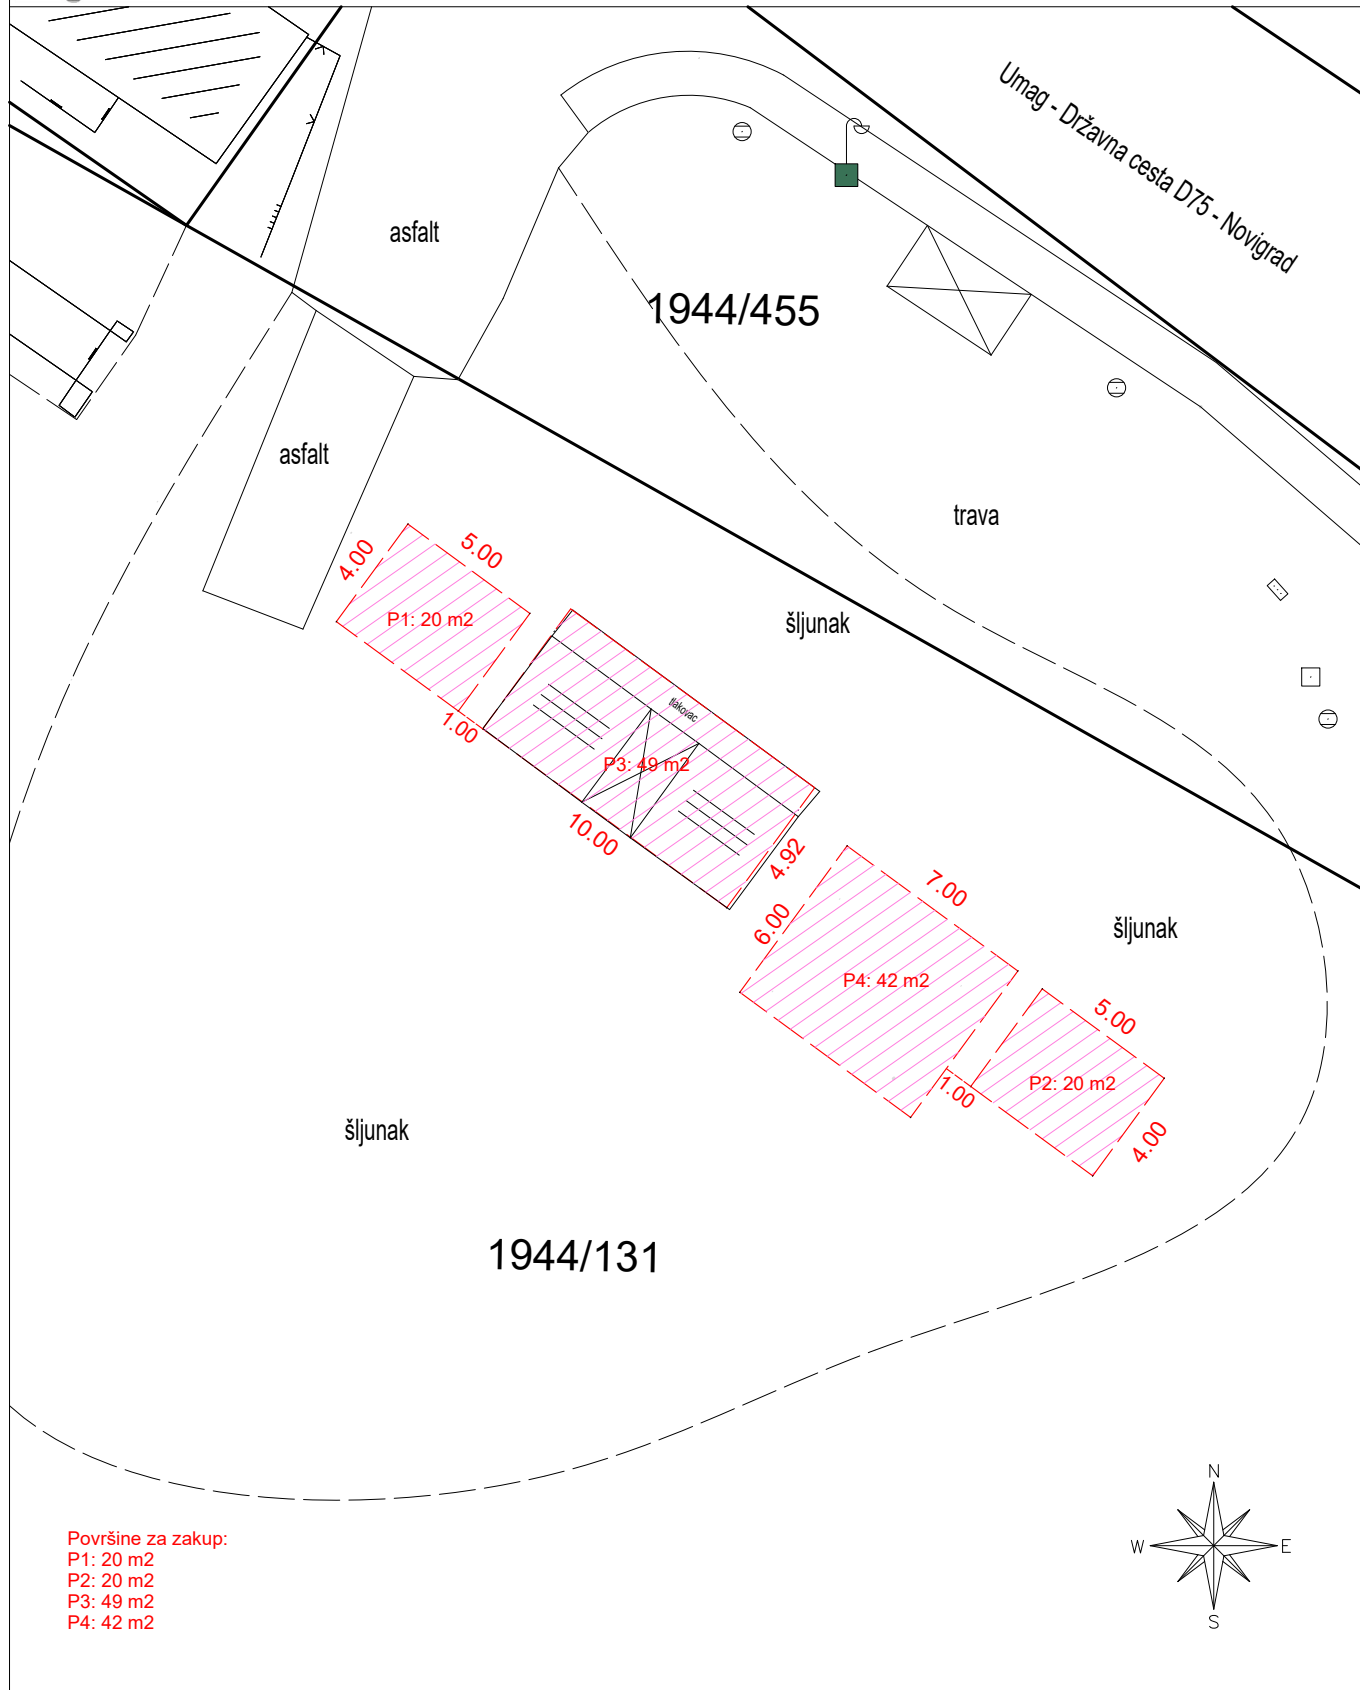 Umag - Državna cesta D75 - Novigrad
asfalt
1944/455
asfalt
trava
4.00
5.00
P1: 20 m2
šljunak
1.00
tlakovac
P3: 49 m2
10.00
4.92
7.00
6.00
šljunak
P4: 42 m2
5.00
P2: 20 m2
1.00
4.00
šljunak
1944/131
N
W
E
S
Površine za zakup:
P1: 20 m2
P2: 20 m2
P3: 49 m2
P4: 42 m2